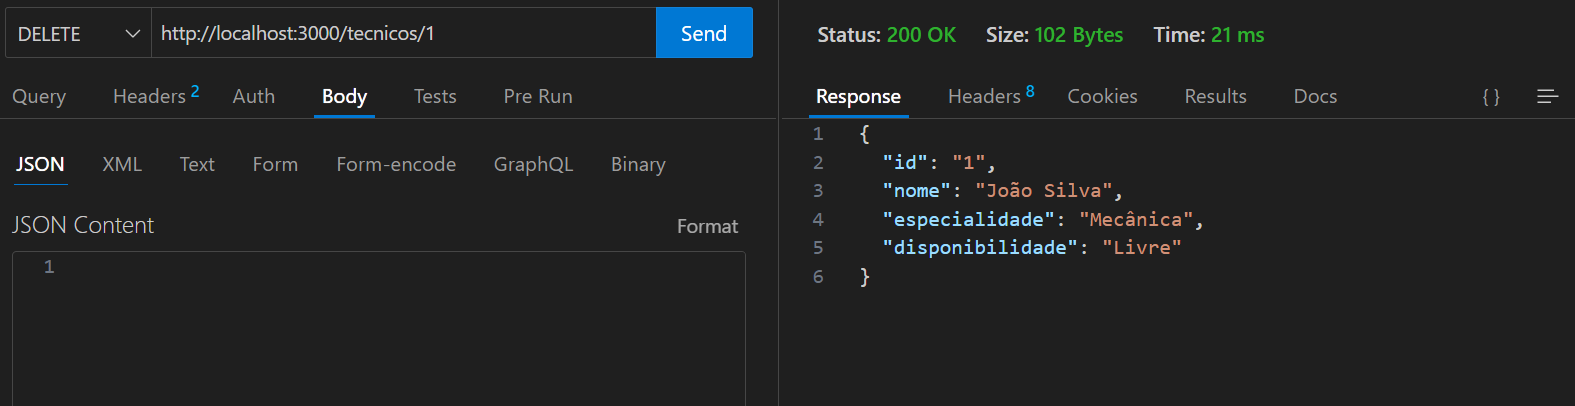 DELETE http://localhost:3000/tecnicos/1 Send
Query Headers 2 Auth Body Tests Pre Run
JSON XML Text Form Form-encode GraphQL Binary
JSON Content Format
1
Status: 200 OK Size: 102 Bytes Time: 21 ms
Response Headers 8 Cookies Results Docs { }
1 {
2 "id": "1",
3 "nome": "João Silva",
4 "especialidade": "Mecânica",
5 "disponibilidade": "Livre"
6 }